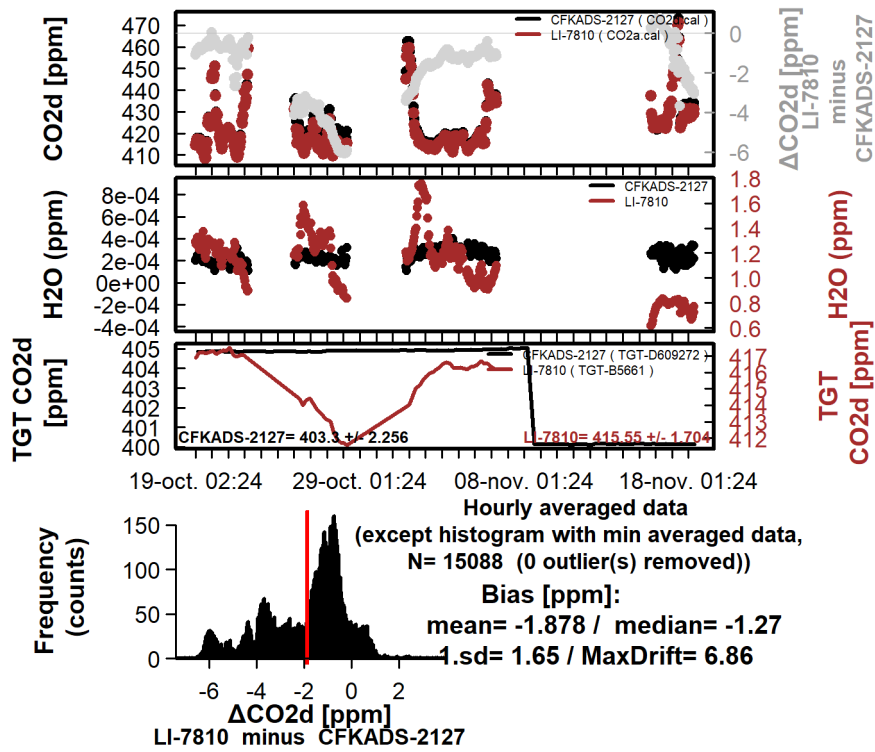 CO2d [ppm]
470
460
450
440
430
420
410
CFKADS-2127 ( CO2d.cal )
LI-7810 ( CO2a.cal )
0
-2
-4
-6
ΔCO2d [ppm]
LI-7810
minus
CFKADS-2127
H2O (ppm)
8e-04
6e-04
4e-04
2e-04
0e+00
-2e-04
-4e-04
CFKADS-2127
LI-7810
1.8
1.6
1.4
1.2
1.0
0.8
0.6
H2O (ppm)
TGT CO2d
[ppm]
405
404
403
402
401
400
CFKADS-2127 ( TGT-D609272 )
LI-7810 ( TGT-B5661 )
CFKADS-2127= 403.3 +/- 2.256
LI-7810= 415.55 +/- 1.704
417
416
415
414
413
412
TGT
CO2d [ppm]
19-oct. 02:24
29-oct. 01:24
08-nov. 01:24
18-nov. 01:24
Hourly averaged data
(except histogram with min averaged data,
N= 15088 (0 outlier(s) removed))
Bias [ppm]:
mean= -1.878 / median= -1.27
1.sd= 1.65 / MaxDrift= 6.86
Frequency
(counts)
150
100
50
0
-6
-4
-2
0
2
ΔCO2d [ppm]
LI-7810 minus CFKADS-2127